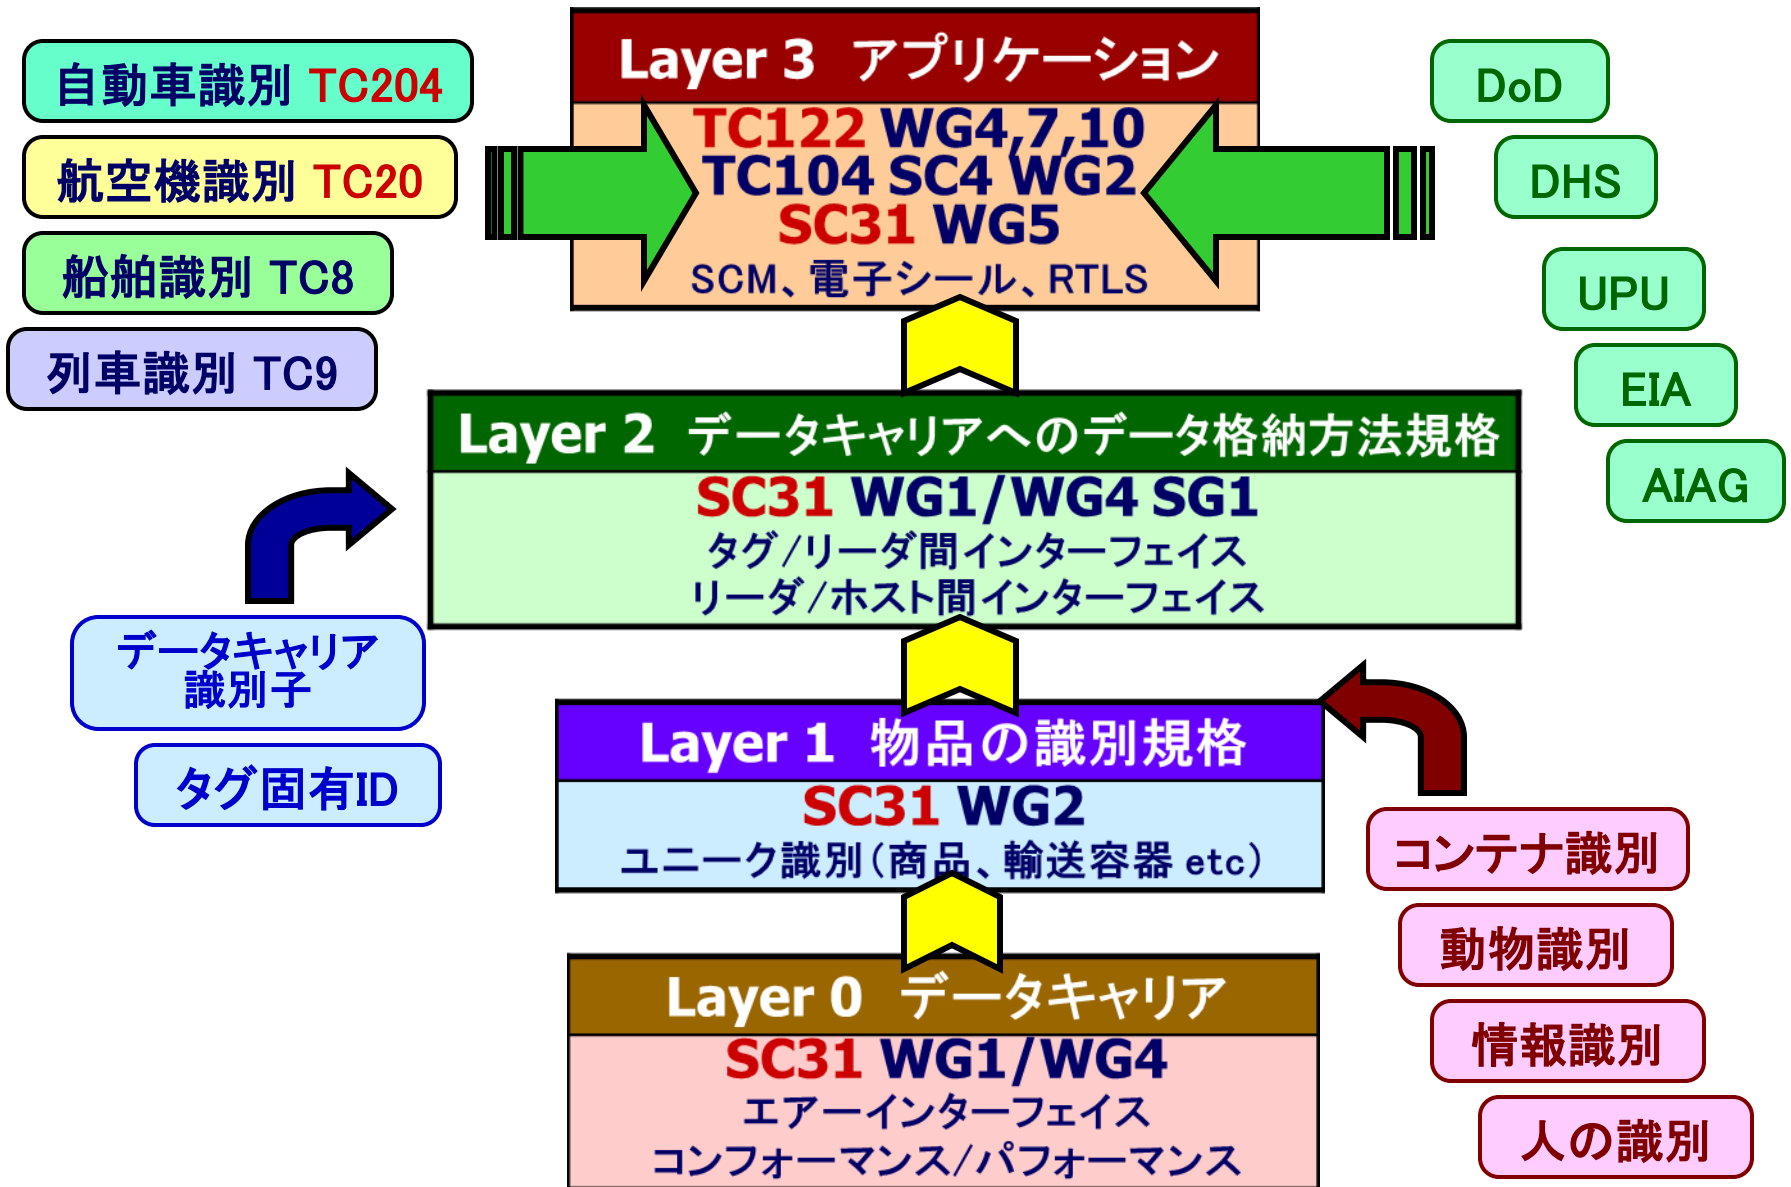 Layer 3 アプリケーション
TC122 WG4,7,10
TC104 SC4 WG2
SC31 WG5
SCM、電子シール、RTLS
自動車識別 TC204
航空機識別 TC20
船舶識別 TC8
列車識別 TC9
DoD
DHS
UPU
EIA
AIAG
Layer 2 データキャリアへのデータ格納方法規格
SC31 WG1/WG4 SG1
タグ/リーダ間インターフェイス
リーダ/ホスト間インターフェイス
データキャリア
識別子
タグ固有ID
Layer 1 物品の識別規格
SC31 WG2
ユニーク識別（商品、輸送容器 etc）
コンテナ識別
動物識別
情報識別
人の識別
Layer 0 データキャリア
SC31 WG1/WG4
エアーインターフェイス
コンフォーマンス/パフォーマンス